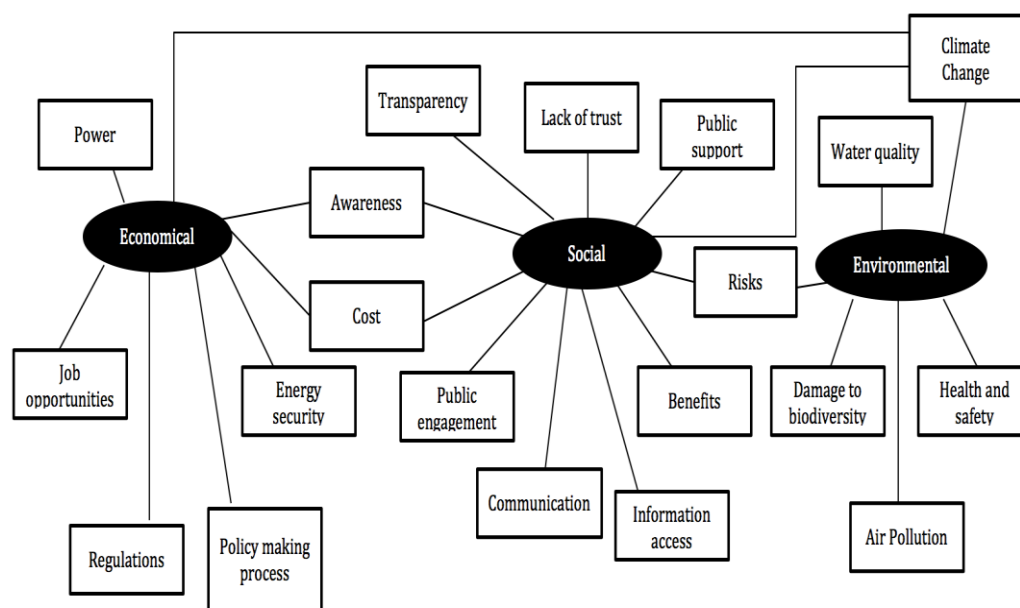 Climate
Change
Power
Transparency
Lack of trust
Public
support
Water quality
Awareness
Economical
Social
Environmental
Risks
Cost
Job
opportunities
Energy
security
Public
engagement
Benefits
Damage to
biodiversity
Health and
safety
Communication
Information
access
Regulations
Policy making
process
Air Pollution